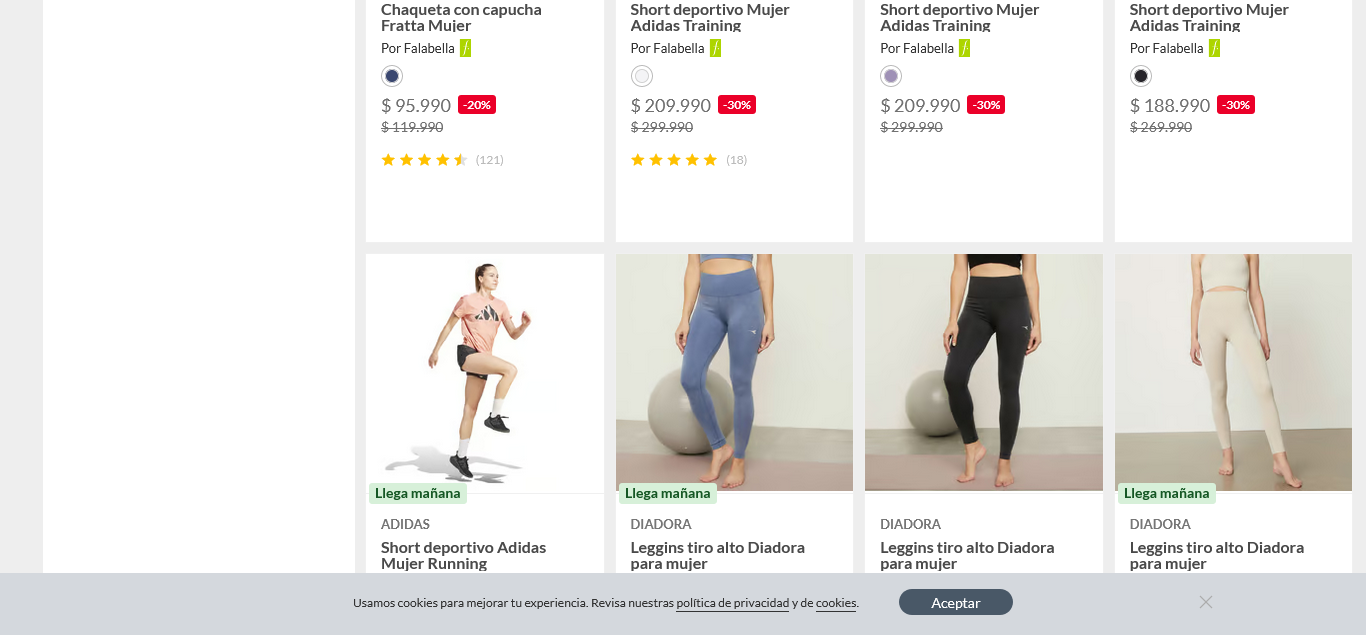 Chaqueta con capucha
Fratta Mujer
Por Falabella
$ 95.990 -20%
$ 119.990
(121)
Short deportivo Mujer
Adidas Training
Por Falabella
$ 209.990 -30%
$ 299.990
(18)
Short deportivo Mujer
Adidas Training
Por Falabella
$ 209.990 -30%
$ 299.990
Short deportivo Mujer
Adidas Training
Por Falabella
$ 188.990 -30%
$ 269.990
Llega mañana
ADIDAS
Short deportivo Adidas
Mujer Running
Llega mañana
DIADORA
Leggins tiro alto Diadora
para mujer
DIADORA
Leggins tiro alto Diadora
para mujer
Llega mañana
DIADORA
Leggins tiro alto Diadora
para mujer
Usamos cookies para mejorar tu experiencia. Revisa nuestras política de privacidad y de cookies.
Aceptar